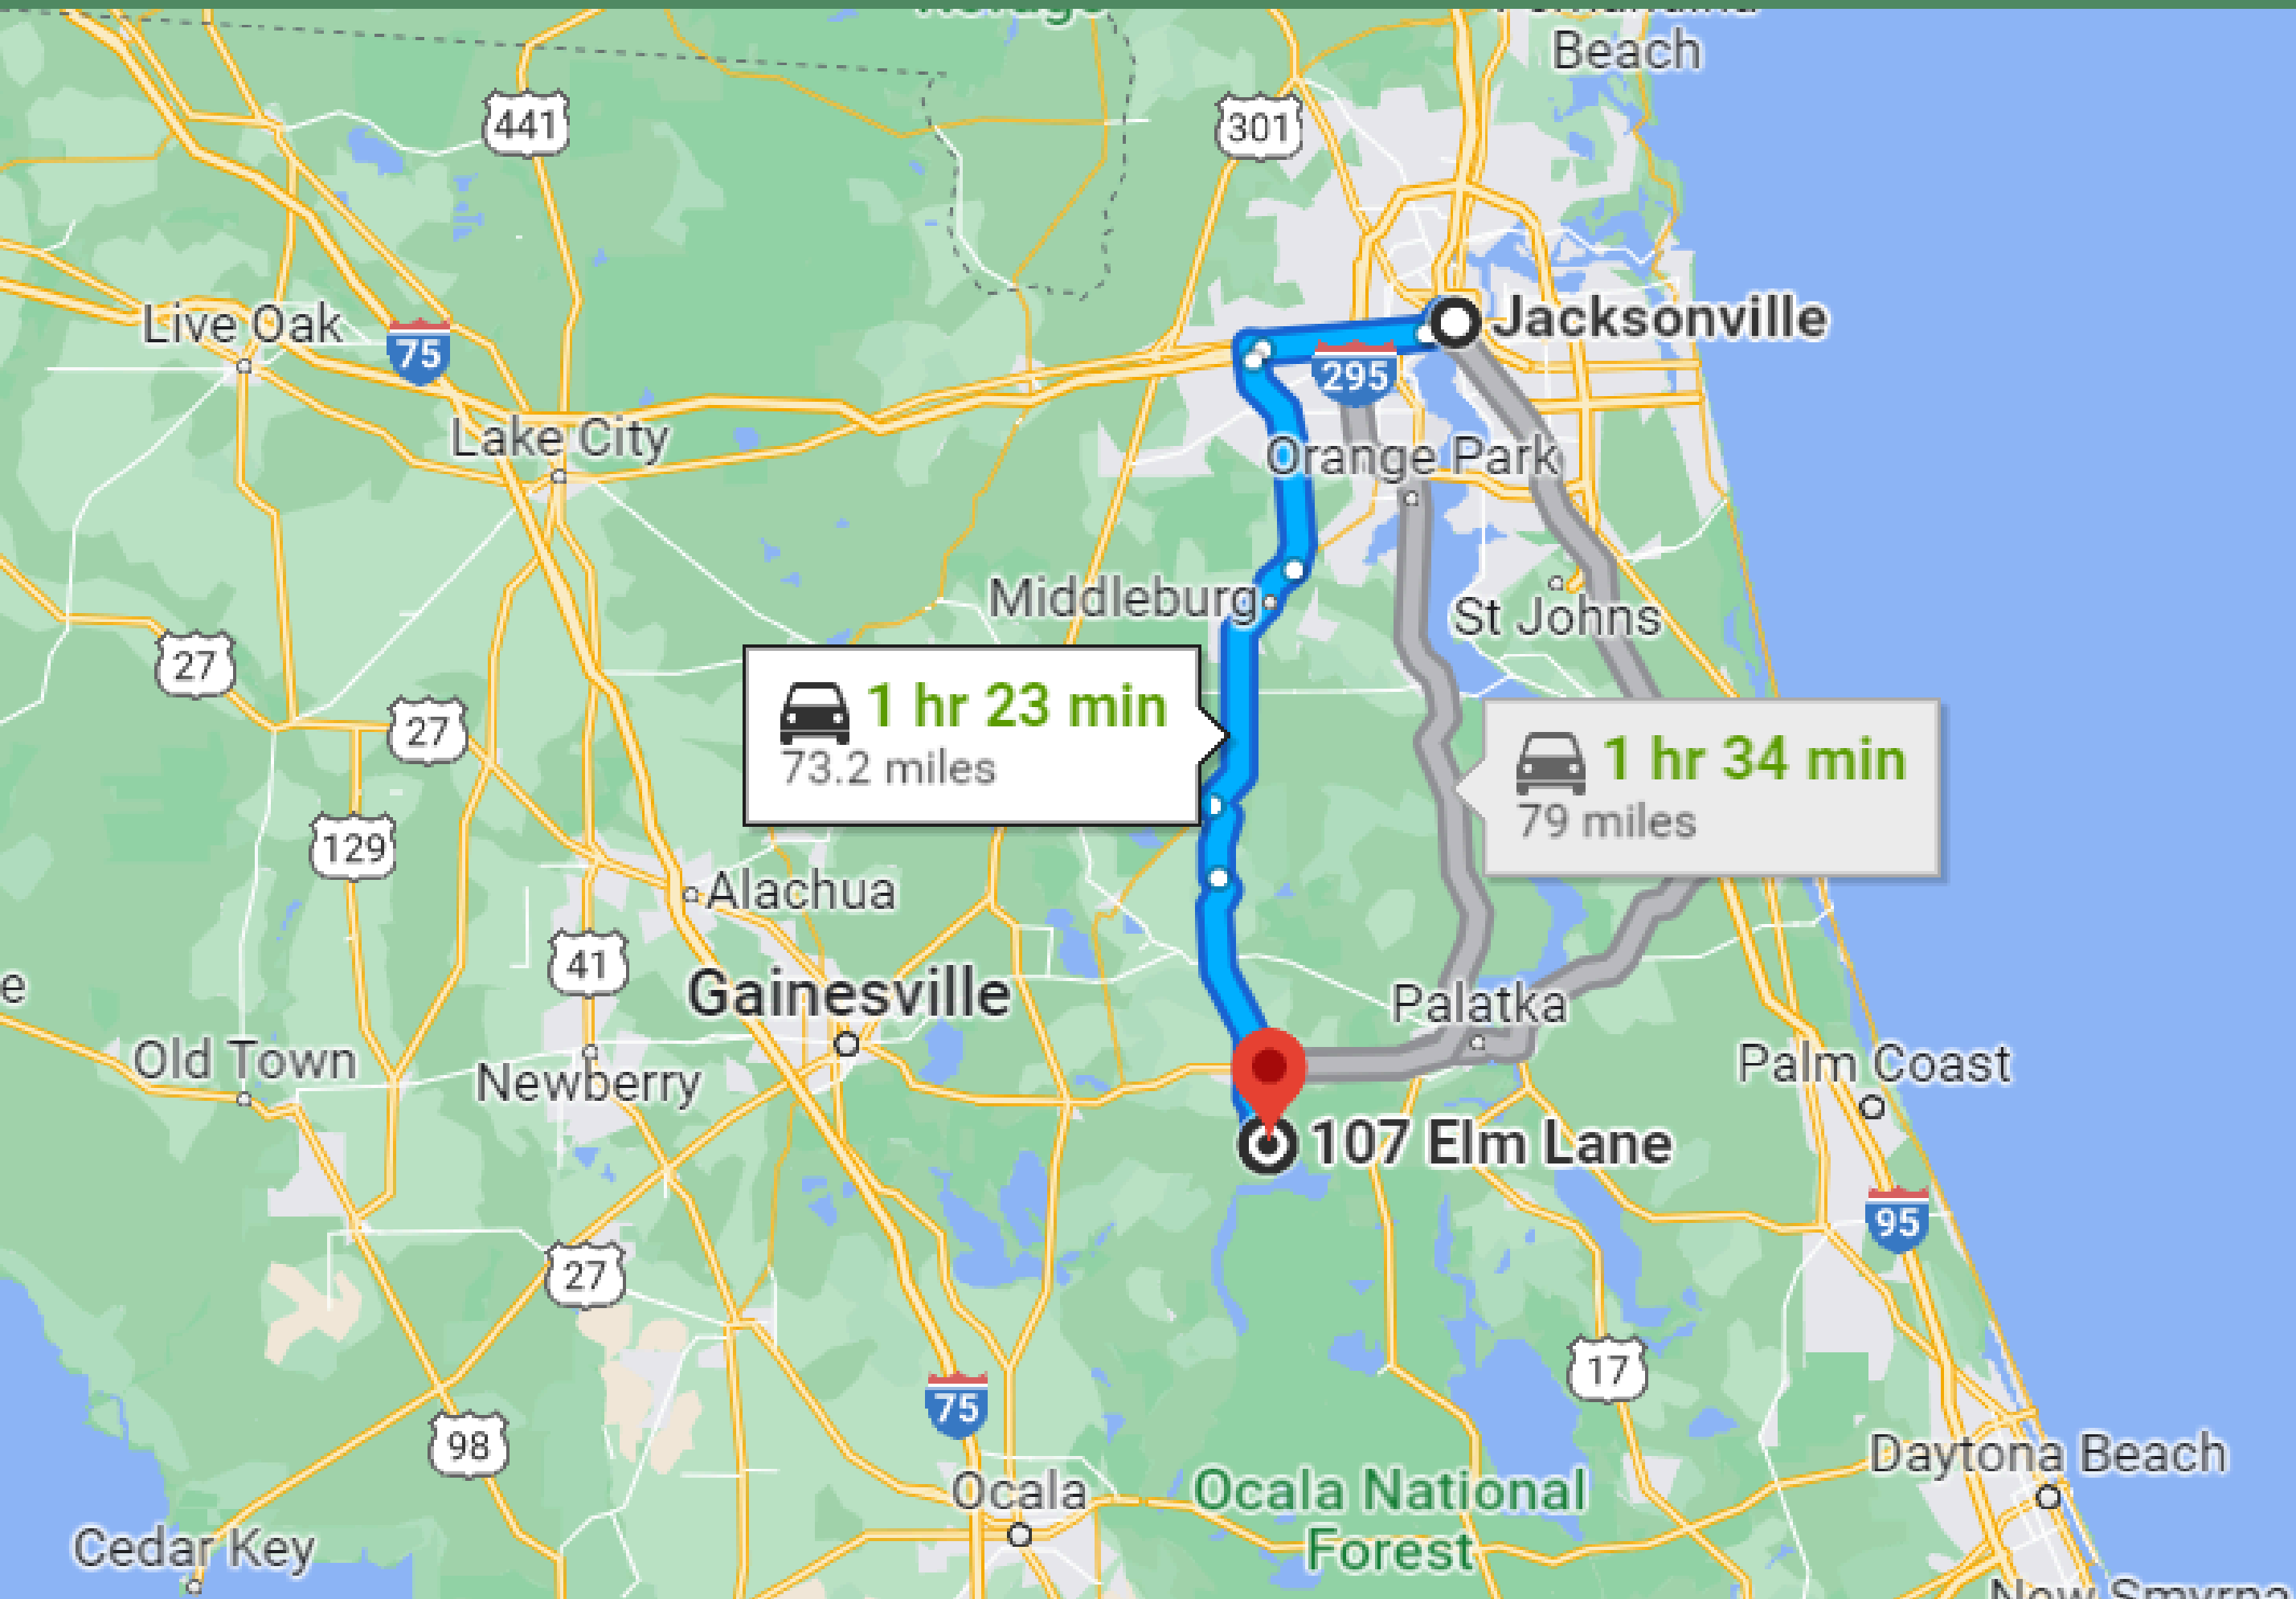 Beach
441
301
Live Oak
75
Jacksonville
295
Lake City
Orange Park
Middleburg
St Johns
27
27
1 hr 23 min
73.2 miles
1 hr 34 min
79 miles
129
Alachua
41
Gainesville
Palatka
e
Old Town
Newberry
Palm Coast
107 Elm Lane
95
27
17
75
98
Daytona Beach
Ocala
Ocala National
Forest
Cedar Key
New Smyrna